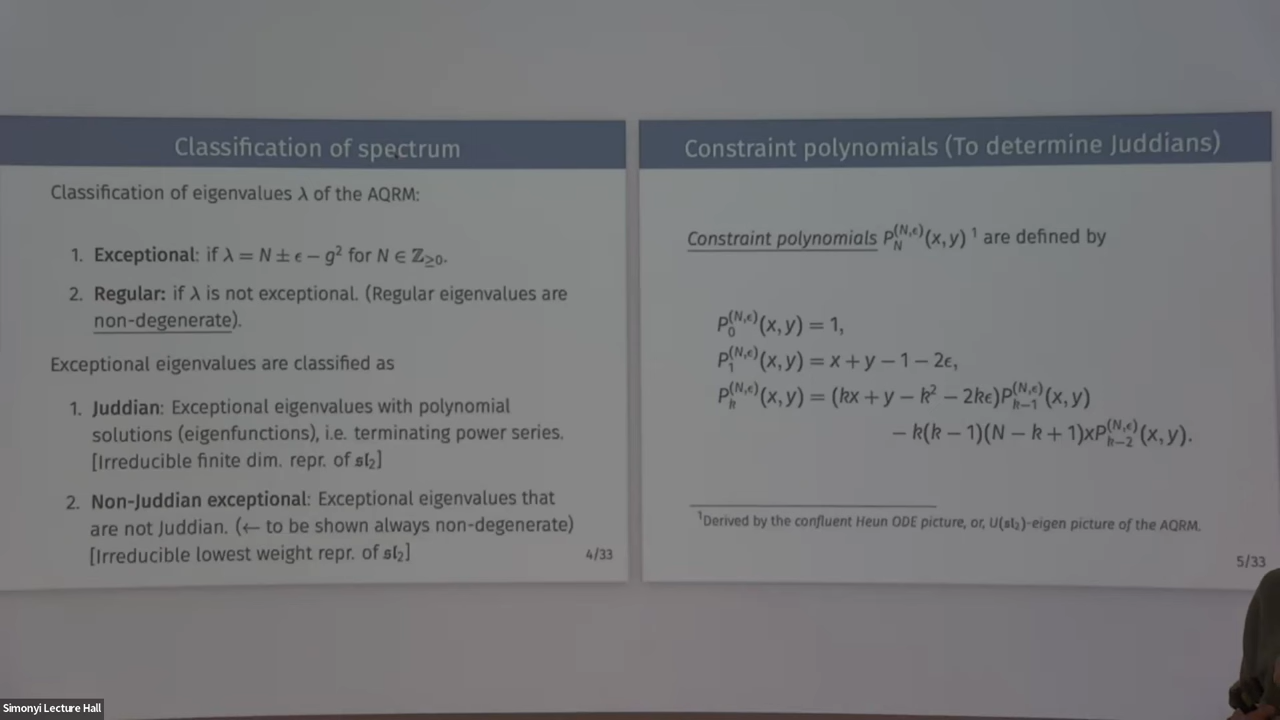 Classification of spectrum
Classification of eigenvalues λ of the AQRM:
1. Exceptional: if λ = N ± ϵ − g² for N ∈ ℤ≥0.
2. Regular: if λ is not exceptional. (Regular eigenvalues are
non-degenerate).
Exceptional eigenvalues are classified as
1. Juddian: Exceptional eigenvalues with polynomial
solutions (eigenfunctions), i.e. terminating power series.
[Irreducible finite dim. repr. of 𝔰𝔩₂]
2. Non-Juddian exceptional: Exceptional eigenvalues that
are not Juddian. (← to be shown always non-degenerate)
[Irreducible lowest weight repr. of 𝔰𝔩₂]
4/33
Constraint polynomials (To determine Juddians)
Constraint polynomials P_N^{(N,ϵ)}(x, y) ¹ are defined by
P_0^{(N,ϵ)}(x, y) = 1,
P_1^{(N,ϵ)}(x, y) = x + y − 1 − 2ϵ,
P_k^{(N,ϵ)}(x, y) = (kx + y − k² − 2kϵ)P_{k−1}^{(N,ϵ)}(x, y)
− k(k − 1)(N − k + 1)xP_{k−2}^{(N,ϵ)}(x, y).
¹Derived by the confluent Heun ODE picture, or, U(𝔰𝔩₂)-eigen picture of the AQRM.
5/33
Simonyi Lecture Hall